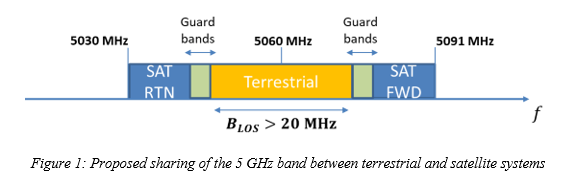 Guard
bands
Guard
bands
5030 MHz
5060 MHz
5091 MHz
SAT
RTN
Terrestrial
SAT
FWD
f
B_LOS > 20 MHz
Figure 1: Proposed sharing of the 5 GHz band between terrestrial and satellite systems